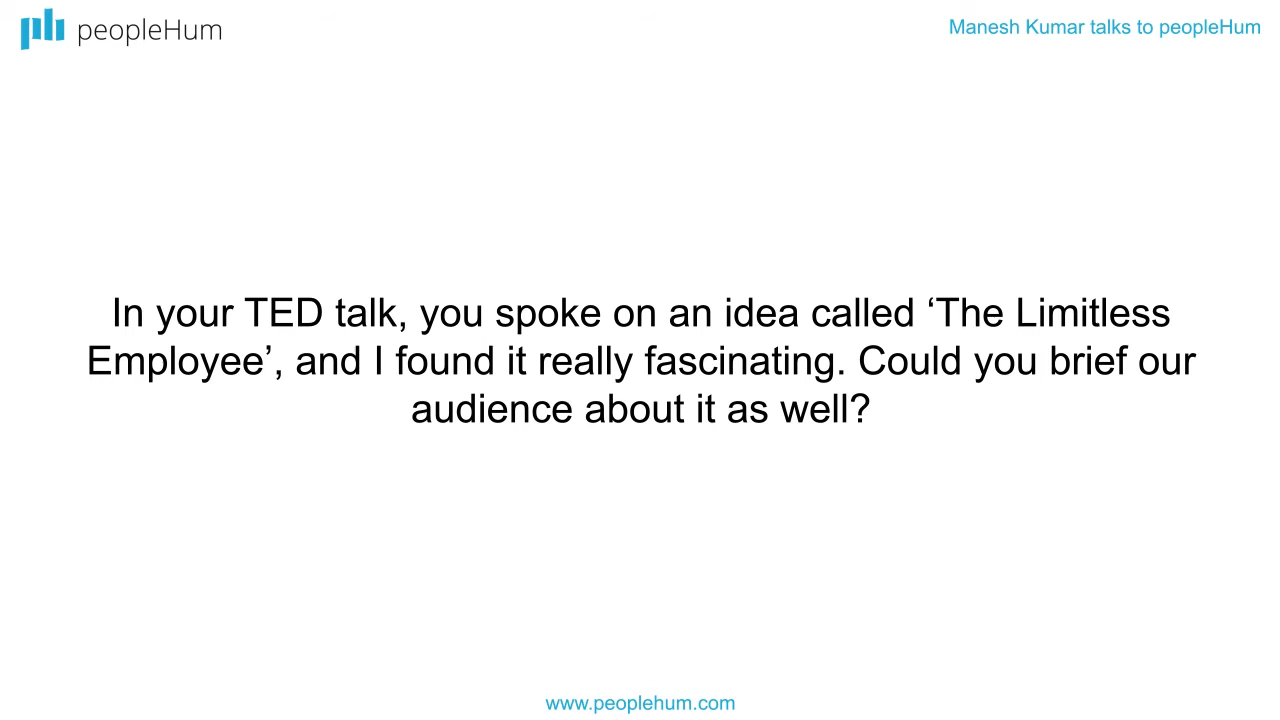 peopleHum
Manesh Kumar talks to peopleHum
In your TED talk, you spoke on an idea called ‘The Limitless
Employee’, and I found it really fascinating. Could you brief our
audience about it as well?
www.peoplehum.com